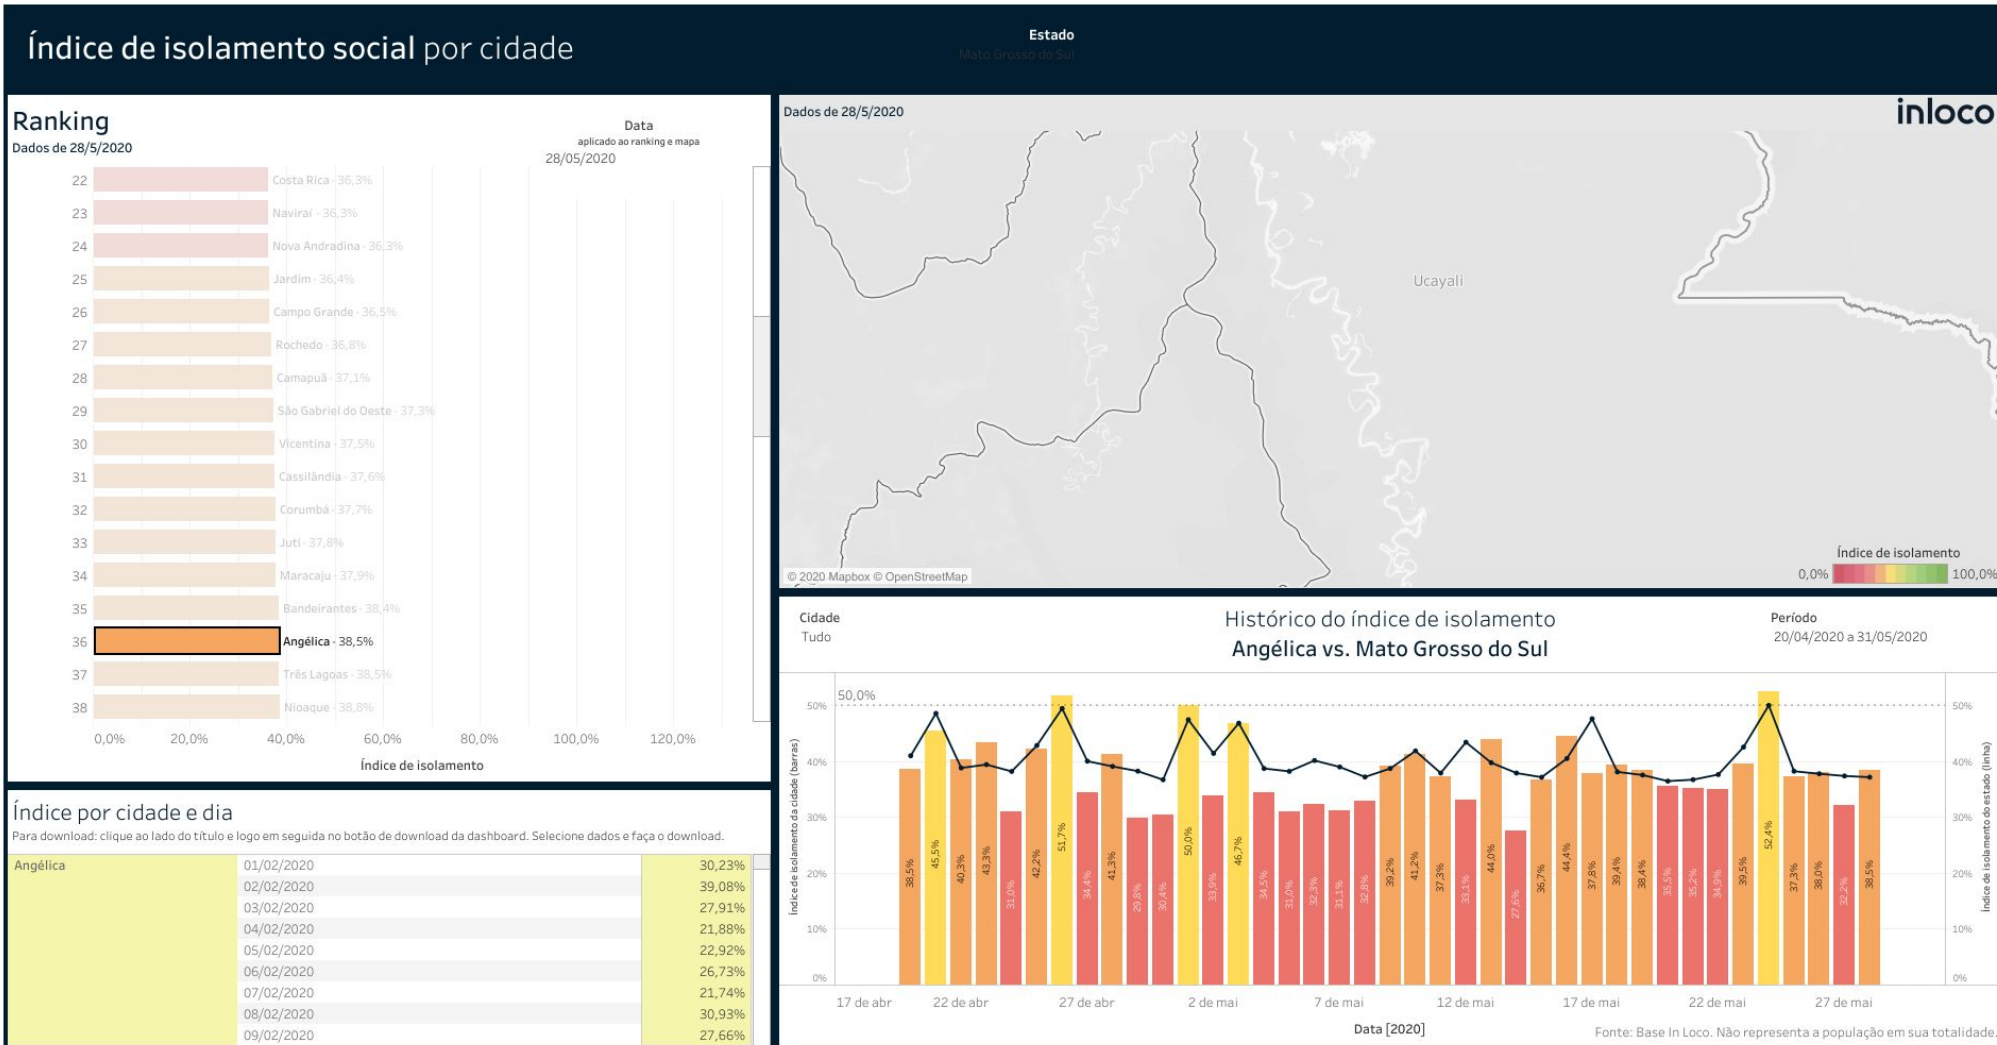 Índice de isolamento social por cidade
Estado
Mato Grosso do Sul
Ranking
Dados de 28/5/2020
Data
aplicado ao ranking e mapa
28/05/2020
22 Costa Rica - 36,3%
23 Naviraí - 36,3%
24 Nova Andradina - 36,3%
25 Jardim - 36,4%
26 Campo Grande - 36,5%
27 Rochedo - 36,8%
28 Camapuã - 37,1%
29 São Gabriel do Oeste - 37,3%
30 Vicentina - 37,5%
31 Cassilândia - 37,6%
32 Corumbá - 37,7%
33 Juti - 37,8%
34 Maracaju - 37,9%
35 Bandeirantes - 38,4%
36 Angélica - 38,5%
37 Três Lagoas - 38,5%
38 Nioaque - 38,8%
0,0% 20,0% 40,0% 60,0% 80,0% 100,0% 120,0%
Índice de isolamento
Índice por cidade e dia
Para download: clique ao lado do título e logo em seguida no botão de download da dashboard. Selecione dados e faça o download.
Angélica 01/02/2020 30,23%
02/02/2020 39,08%
03/02/2020 27,91%
04/02/2020 21,88%
05/02/2020 22,92%
06/02/2020 26,73%
07/02/2020 21,74%
08/02/2020 30,93%
09/02/2020 27,66%
Dados de 28/5/2020
inloco
Ucayali
Índice de isolamento
0,0% 100,0%
© 2020 Mapbox © OpenStreetMap
Cidade
Tudo
Histórico do índice de isolamento
Angélica vs. Mato Grosso do Sul
Período
20/04/2020 a 31/05/2020
50,0%
Índice de isolamento da cidade (barras)
50%
40%
30%
20%
10%
0%
38,5% 45,5% 40,3% 43,3% 31,0% 42,2% 51,7% 34,4% 41,3% 29,8% 30,4% 50,0% 33,9% 46,7% 34,5% 31,0% 32,3% 31,1% 32,8% 39,2% 41,2% 37,3% 33,1% 44,0% 27,6% 36,7% 44,4% 37,8% 39,4% 38,4% 35,5% 35,2% 34,9% 39,5% 52,4% 37,3% 38,0% 32,2% 38,5%
50%
40%
30%
20%
10%
0%
Índice de isolamento do estado (linha)
17 de abr 22 de abr 27 de abr 2 de mai 7 de mai 12 de mai 17 de mai 22 de mai 27 de mai
Data [2020]
Fonte: Base In Loco. Não representa a população em sua totalidade.